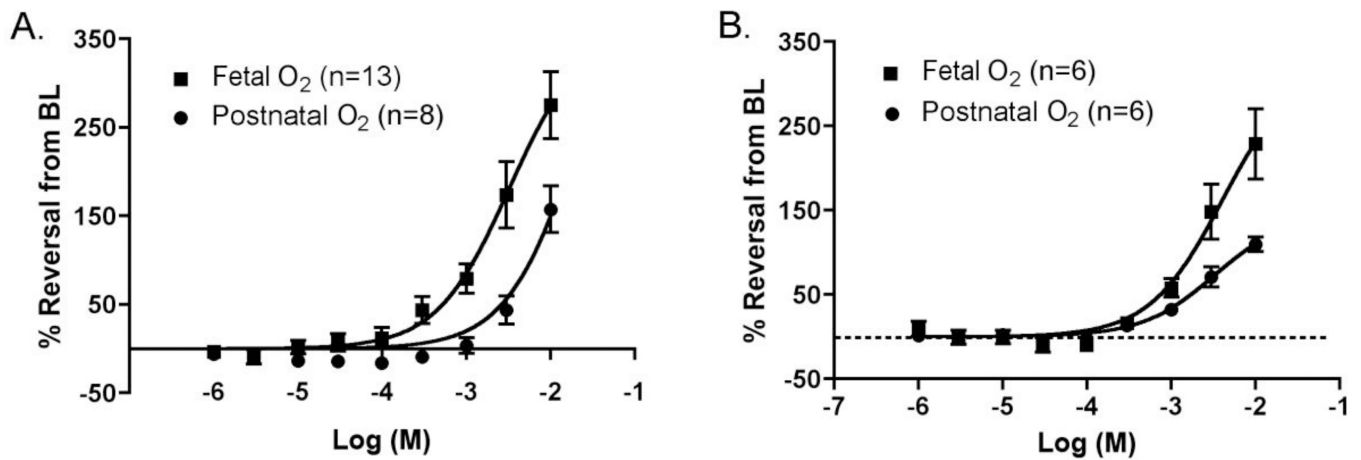 A.
350
250
150
50
-50
% Reversal from BL
Fetal O₂ (n=13)
Postnatal O₂ (n=8)
-6
-5
-4
-3
-2
-1
Log (M)
B.
350
250
150
50
-50
% Reversal from BL
Fetal O₂ (n=6)
Postnatal O₂ (n=6)
-7
-6
-5
-4
-3
-2
-1
Log (M)